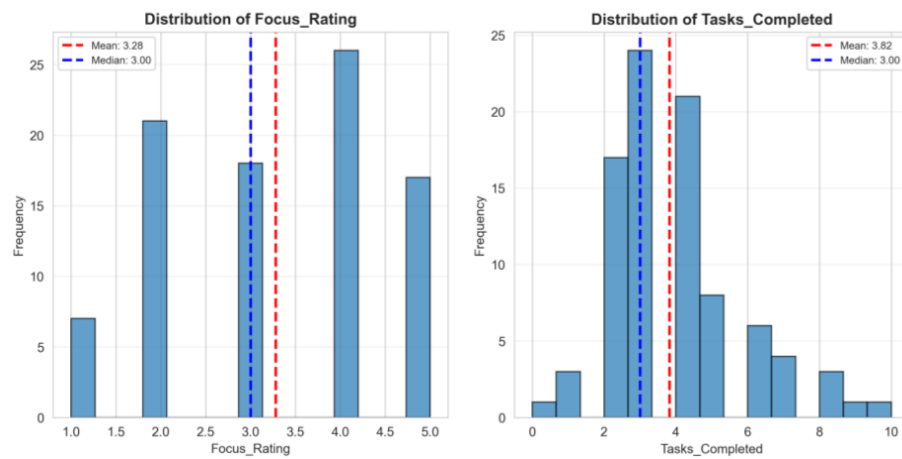 Distribution of Focus_Rating
Mean: 3.28
Median: 3.00
25
20
15
10
5
0
Frequency
1.0 1.5 2.0 2.5 3.0 3.5 4.0 4.5 5.0
Focus_Rating
Distribution of Tasks_Completed
Mean: 3.82
Median: 3.00
25
20
15
10
5
0
Frequency
0 2 4 6 8 10
Tasks_Completed